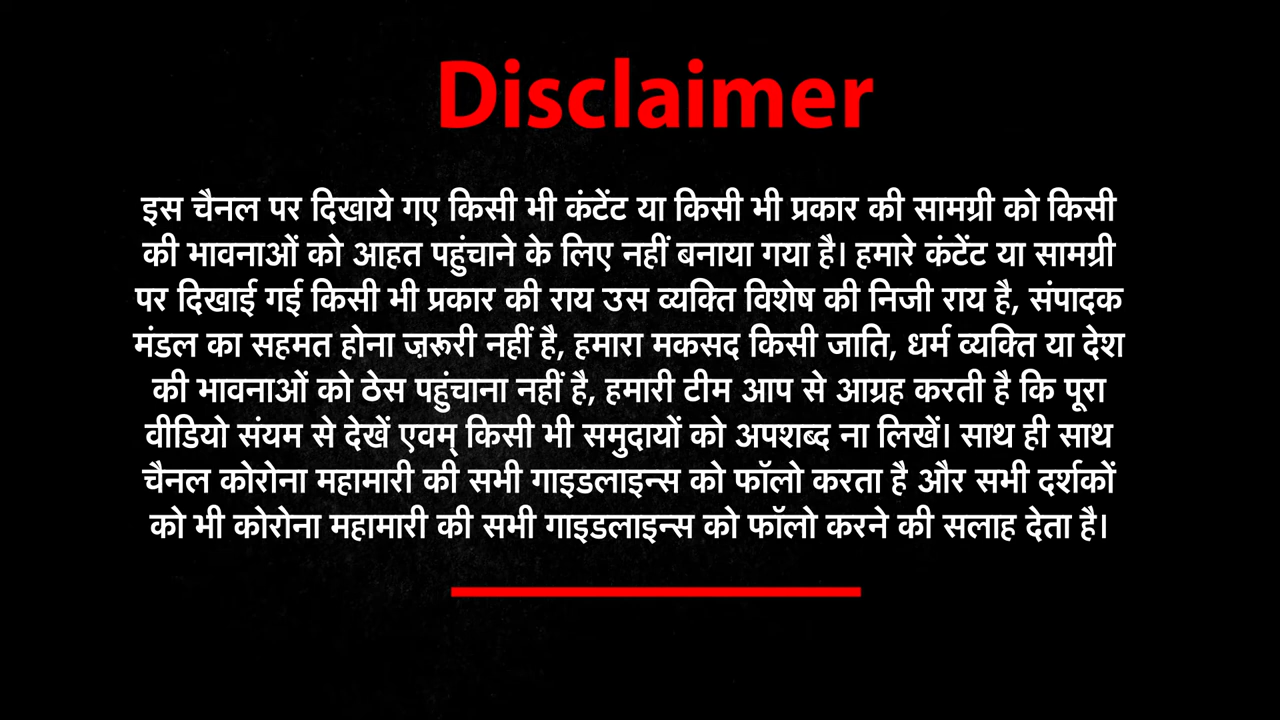 Disclaimer
इस चैनल पर दिखाये गए किसी भी कंटेंट या किसी भी प्रकार की सामग्री को किसी
की भावनाओं को आहत पहुंचाने के लिए नहीं बनाया गया है। हमारे कंटेंट या सामग्री
पर दिखाई गई किसी भी प्रकार की राय उस व्यक्ति विशेष की निजी राय है, संपादक
मंडल का सहमत होना ज़रूरी नहीं है, हमारा मकसद किसी जाति, धर्म व्यक्ति या देश
की भावनाओं को ठेस पहुंचाना नहीं है, हमारी टीम आप से आग्रह करती है कि पूरा
वीडियो संयम से देखें एवम् किसी भी समुदायों को अपशब्द ना लिखें। साथ ही साथ
चैनल कोरोना महामारी की सभी गाइडलाइन्स को फॉलो करता है और सभी दर्शकों
को भी कोरोना महामारी की सभी गाइडलाइन्स को फॉलो करने की सलाह देता है।